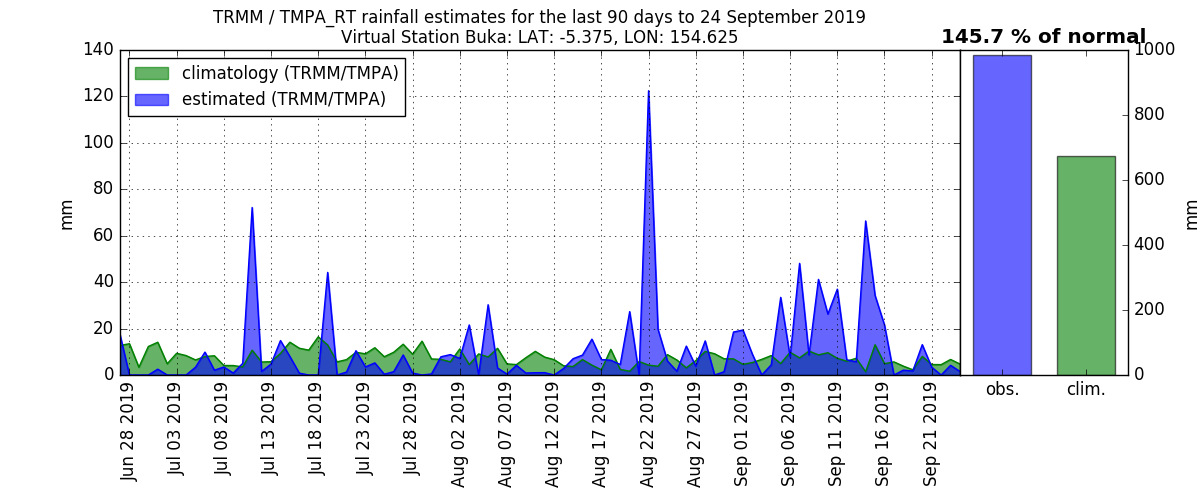 TRMM / TMPA_RT rainfall estimates for the last 90 days to 24 September 2019
Virtual Station Buka: LAT: -5.375, LON: 154.625
145.7 % of normal
climatology (TRMM/TMPA)
estimated (TRMM/TMPA)
140
120
100
80
60
40
20
0
mm
Jun 28 2019
Jul 03 2019
Jul 08 2019
Jul 13 2019
Jul 18 2019
Jul 23 2019
Jul 28 2019
Aug 02 2019
Aug 07 2019
Aug 12 2019
Aug 17 2019
Aug 22 2019
Aug 27 2019
Sep 01 2019
Sep 06 2019
Sep 11 2019
Sep 16 2019
Sep 21 2019
obs.
clim.
1000
800
600
400
200
0
mm